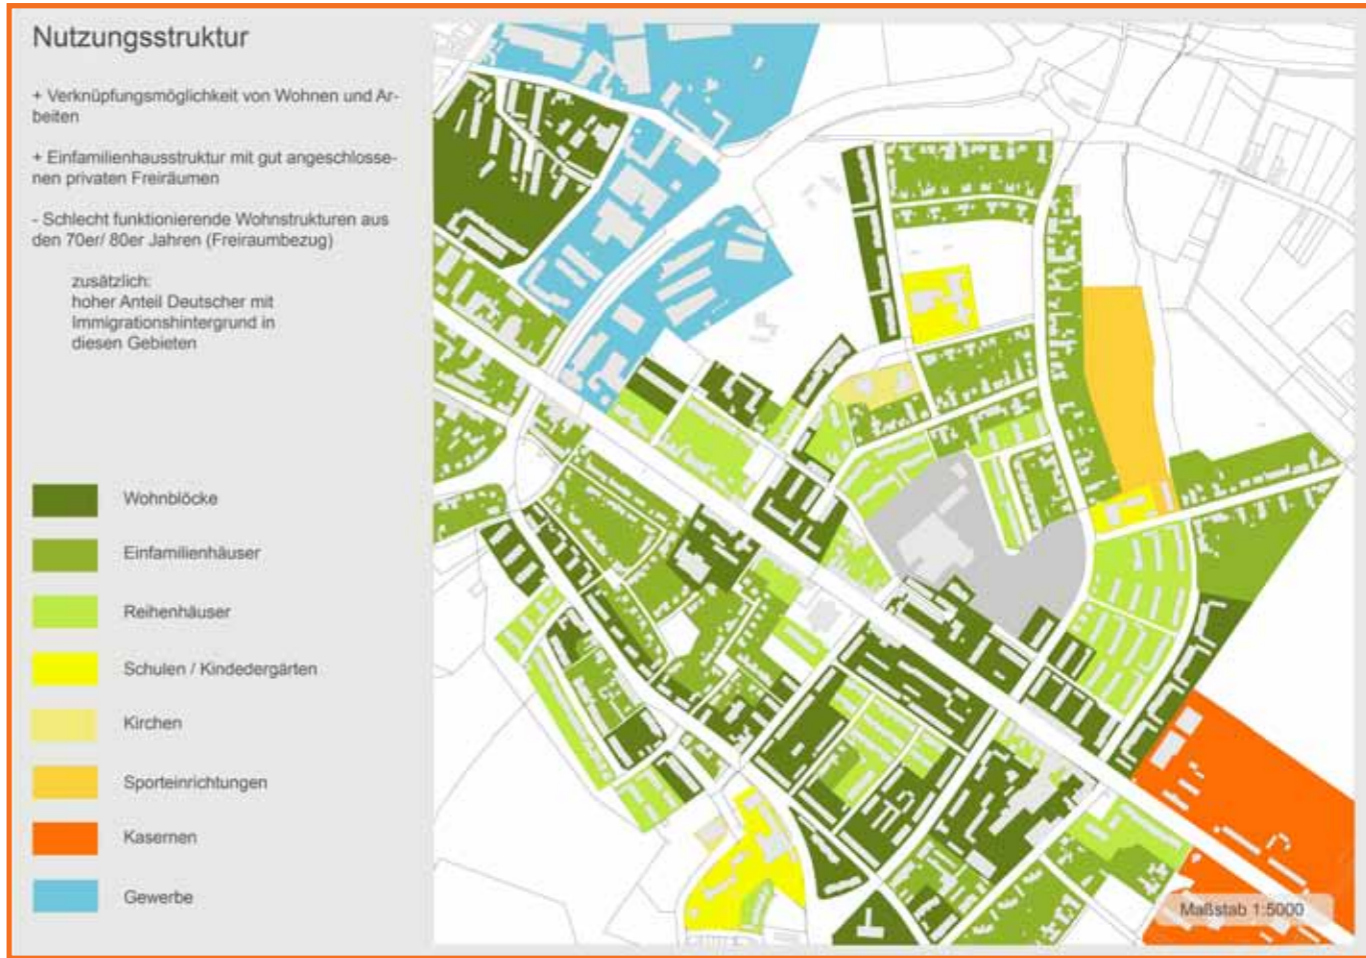 Nutzungsstruktur
+ Verknüpfungsmöglichkeit von Wohnen und Ar-
beiten
+ Einfamilienhausstruktur mit gut angeschlosse-
nen privaten Freiräumen
- Schlecht funktionierende Wohnstrukturen aus
den 70er/ 80er Jahren (Freiraumbezug)
zusätzlich:
hoher Anteil Deutscher mit
Immigrationshintergrund in
diesen Gebieten
Wohnblöcke
Einfamilienhäuser
Reihenhäuser
Schulen / Kindedergärten
Kirchen
Sporteinrichtungen
Kasernen
Gewerbe
Maßstab 1:5000